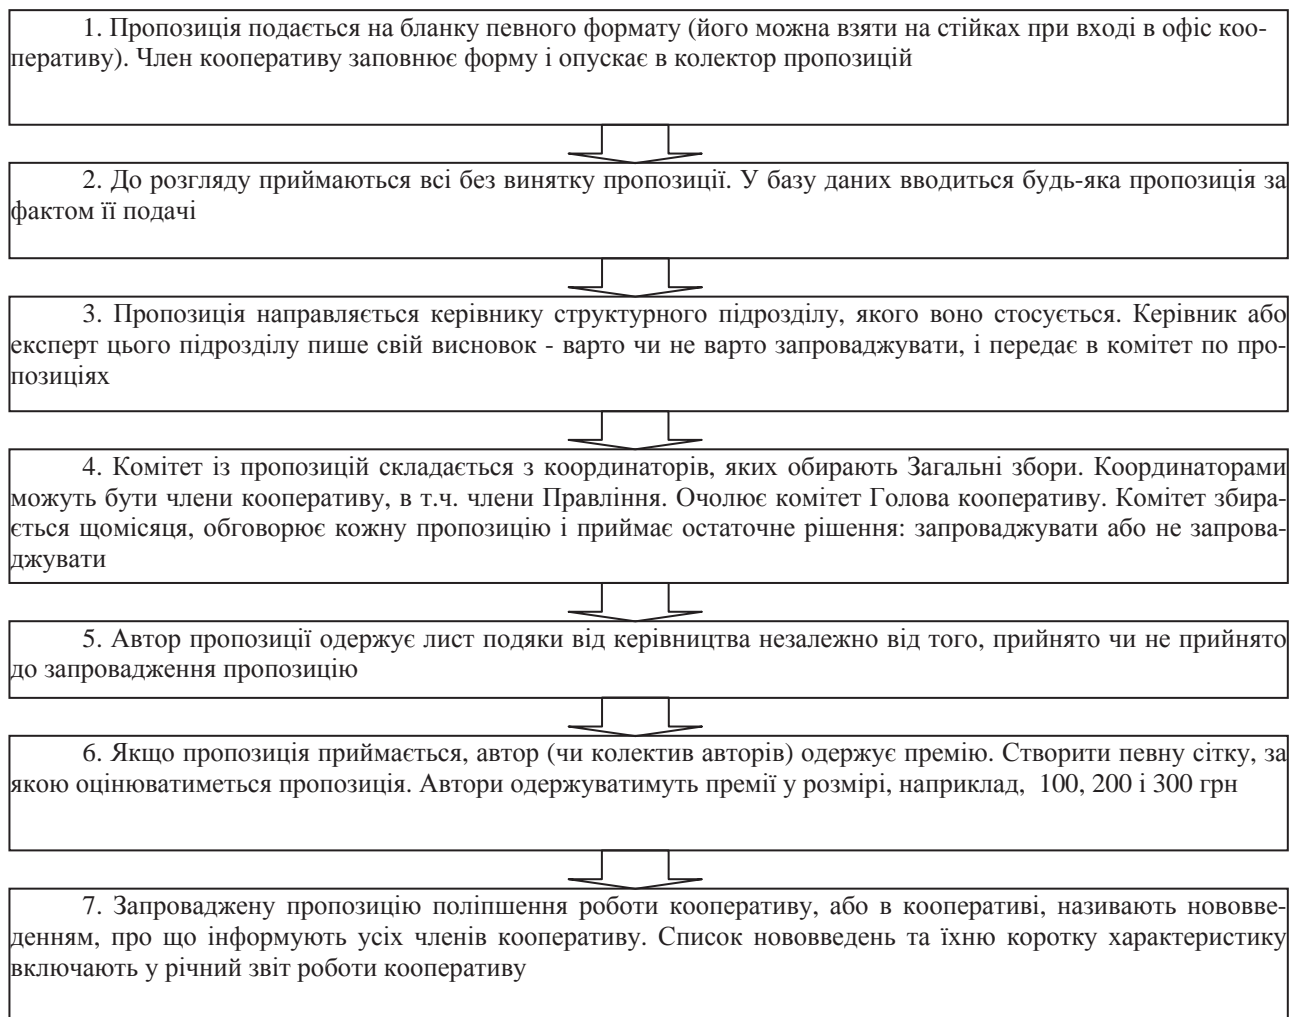 1. Пропозиція подається на бланку певного формату (його можна взяти на стійках при вході в офіс коо-
перативу). Член кооперативу заповнює форму і опускає в колектор пропозицій
2. До розгляду приймаються всі без винятку пропозиції. У базу даних вводиться будь-яка пропозиція за
фактом її подачі
3. Пропозиція направляється керівнику структурного підрозділу, якого воно стосується. Керівник або
експерт цього підрозділу пише свій висновок - варто чи не варто запроваджувати, і передає в комітет по про-
позиціях
4. Комітет із пропозицій складається з координаторів, яких обирають Загальні збори. Координаторами
можуть бути члени кооперативу, в т.ч. члени Правління. Очолює комітет Голова кооперативу. Комітет збира-
ється щомісяця, обговорює кожну пропозицію і приймає остаточне рішення: запроваджувати або не запрова-
джувати
5. Автор пропозиції одержує лист подяки від керівництва незалежно від того, прийнято чи не прийнято
до запровадження пропозицію
6. Якщо пропозиція приймається, автор (чи колектив авторів) одержує премію. Створити певну сітку, за
якою оцінюватиметься пропозиція. Автори одержуватимуть премії у розмірі, наприклад, 100, 200 і 300 грн
7. Запроваджену пропозицію поліпшення роботи кооперативу, або в кооперативі, називають нововве-
денням, про що інформують усіх членів кооперативу. Список нововведень та їхню коротку характеристику
включають у річний звіт роботи кооперативу